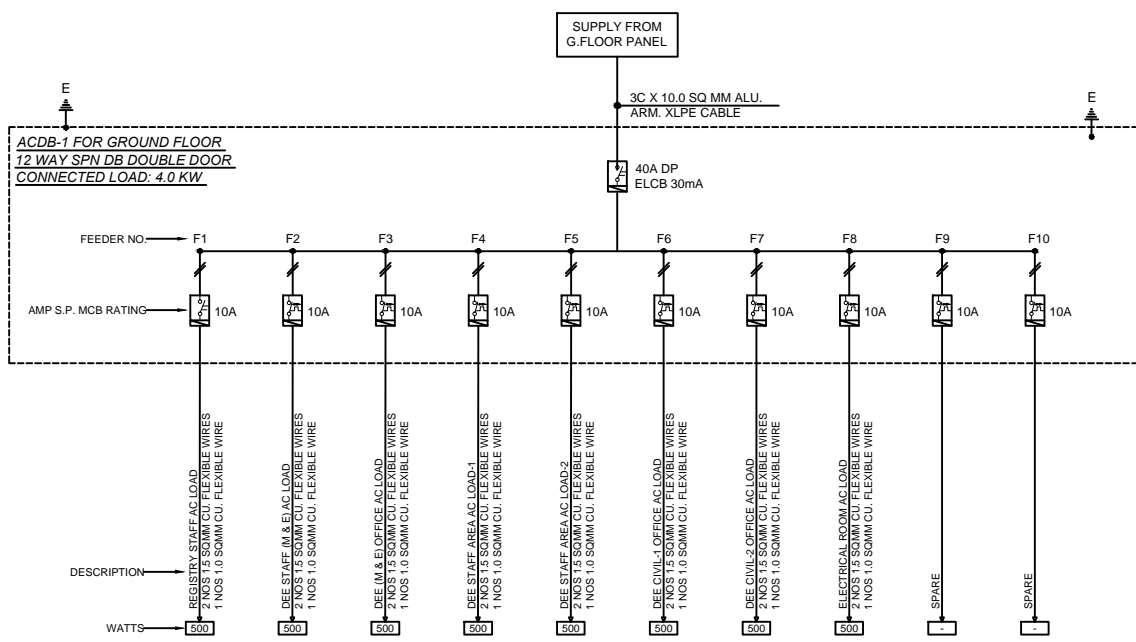 SUPPLY FROM
G.FLOOR PANEL
3C X 10.0 SQ MM ALU.
ARM. XLPE CABLE
E
E
ACDB-1 FOR GROUND FLOOR
12 WAY SPN DB DOUBLE DOOR
CONNECTED LOAD: 4.0 KW
40A DP
ELCB 30mA
FEEDER NO. F1 F2 F3 F4 F5 F6 F7 F8 F9 F10
AMP S.P. MCB RATING 10A 10A 10A 10A 10A 10A 10A 10A 10A 10A
DESCRIPTION
REGISTRY STAFF AC LOAD
2 NOS 1.5 SQMM CU. FLEXIBLE WIRES
1 NOS 1.0 SQMM CU. FLEXIBLE WIRE
DEE STAFF (M & E) AC LOAD
2 NOS 1.5 SQMM CU. FLEXIBLE WIRES
1 NOS 1.0 SQMM CU. FLEXIBLE WIRE
DEE (M & E) OFFICE AC LOAD
2 NOS 1.5 SQMM CU. FLEXIBLE WIRES
1 NOS 1.0 SQMM CU. FLEXIBLE WIRE
DEE STAFF AREA AC LOAD-1
2 NOS 1.5 SQMM CU. FLEXIBLE WIRES
1 NOS 1.0 SQMM CU. FLEXIBLE WIRE
DEE STAFF AREA AC LOAD-2
2 NOS 1.5 SQMM CU. FLEXIBLE WIRES
1 NOS 1.0 SQMM CU. FLEXIBLE WIRE
DEE CIVIL-1 OFFICE AC LOAD
2 NOS 1.5 SQMM CU. FLEXIBLE WIRES
1 NOS 1.0 SQMM CU. FLEXIBLE WIRE
DEE CIVIL-2 OFFICE AC LOAD
2 NOS 1.5 SQMM CU. FLEXIBLE WIRES
1 NOS 1.0 SQMM CU. FLEXIBLE WIRE
ELECTRICAL ROOM AC LOAD
2 NOS 1.5 SQMM CU. FLEXIBLE WIRES
1 NOS 1.0 SQMM CU. FLEXIBLE WIRE
SPARE
SPARE
WATTS 500 500 500 500 500 500 500 500 - -